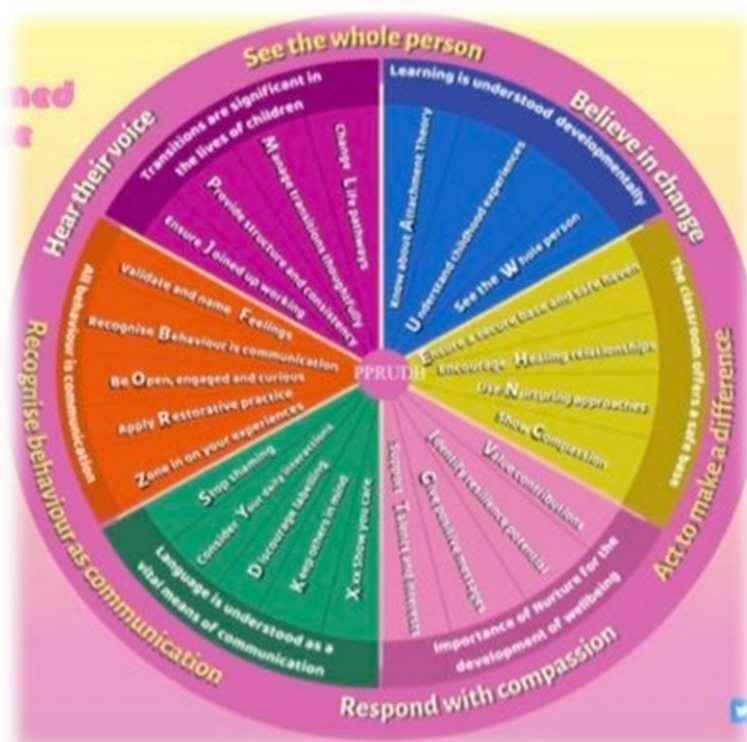 See the whole person
Believe in change
Act to make a difference
Respond with compassion
Recognise behaviour as communication
Hear their voice
Learning is understood developmentally
Know about Attachment Theory
Understand childhood experiences
See the Whole person
The classroom offers a safe base
Ensure a secure base and safe haven
Encourage Healing relationships
Use Nurturing approaches
Show Compassion
Importance of Nurture for the
development of wellbeing
Value contributions
Identify resilience potential
Give positive messages
Support Talents and interests
Language is understood as a
vital means of communication
Xxx Show you care
Keep others in mind
Discourage labelling
Consider Your daily interactions
Stop shaming
All behaviour is communication
Zone in on your experiences
Apply Restorative practice
Be Open, engaged and curious
Recognise Behaviour is communication
Validate and name Feelings
Transitions are significant in
the lives of children
Ensure Joined up working
Provide structure and consistency
Manage transitions thoughtfully
Change Life pathways
PPRUDH